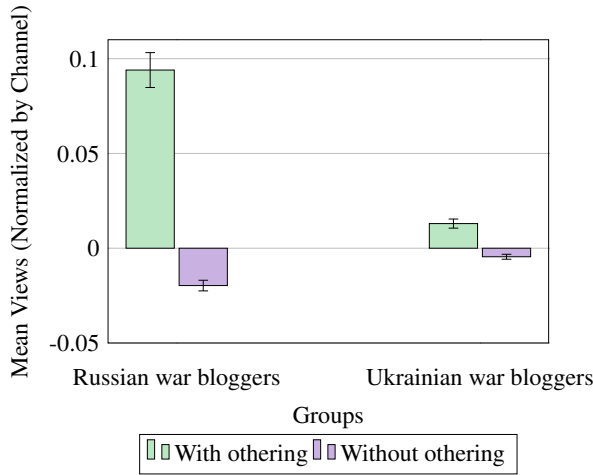 Mean Views (Normalized by Channel)
0.1
0.05
0
-0.05
Russian war bloggers
Ukrainian war bloggers
Groups
With othering
Without othering